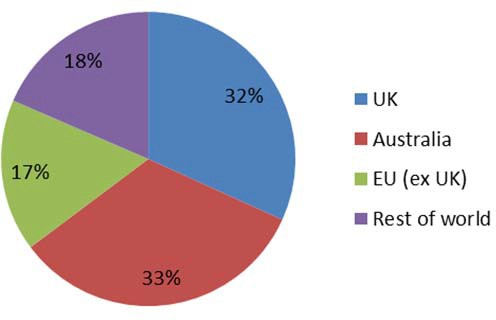 18%
32%
17%
33%
UK
Australia
EU (ex UK)
Rest of world